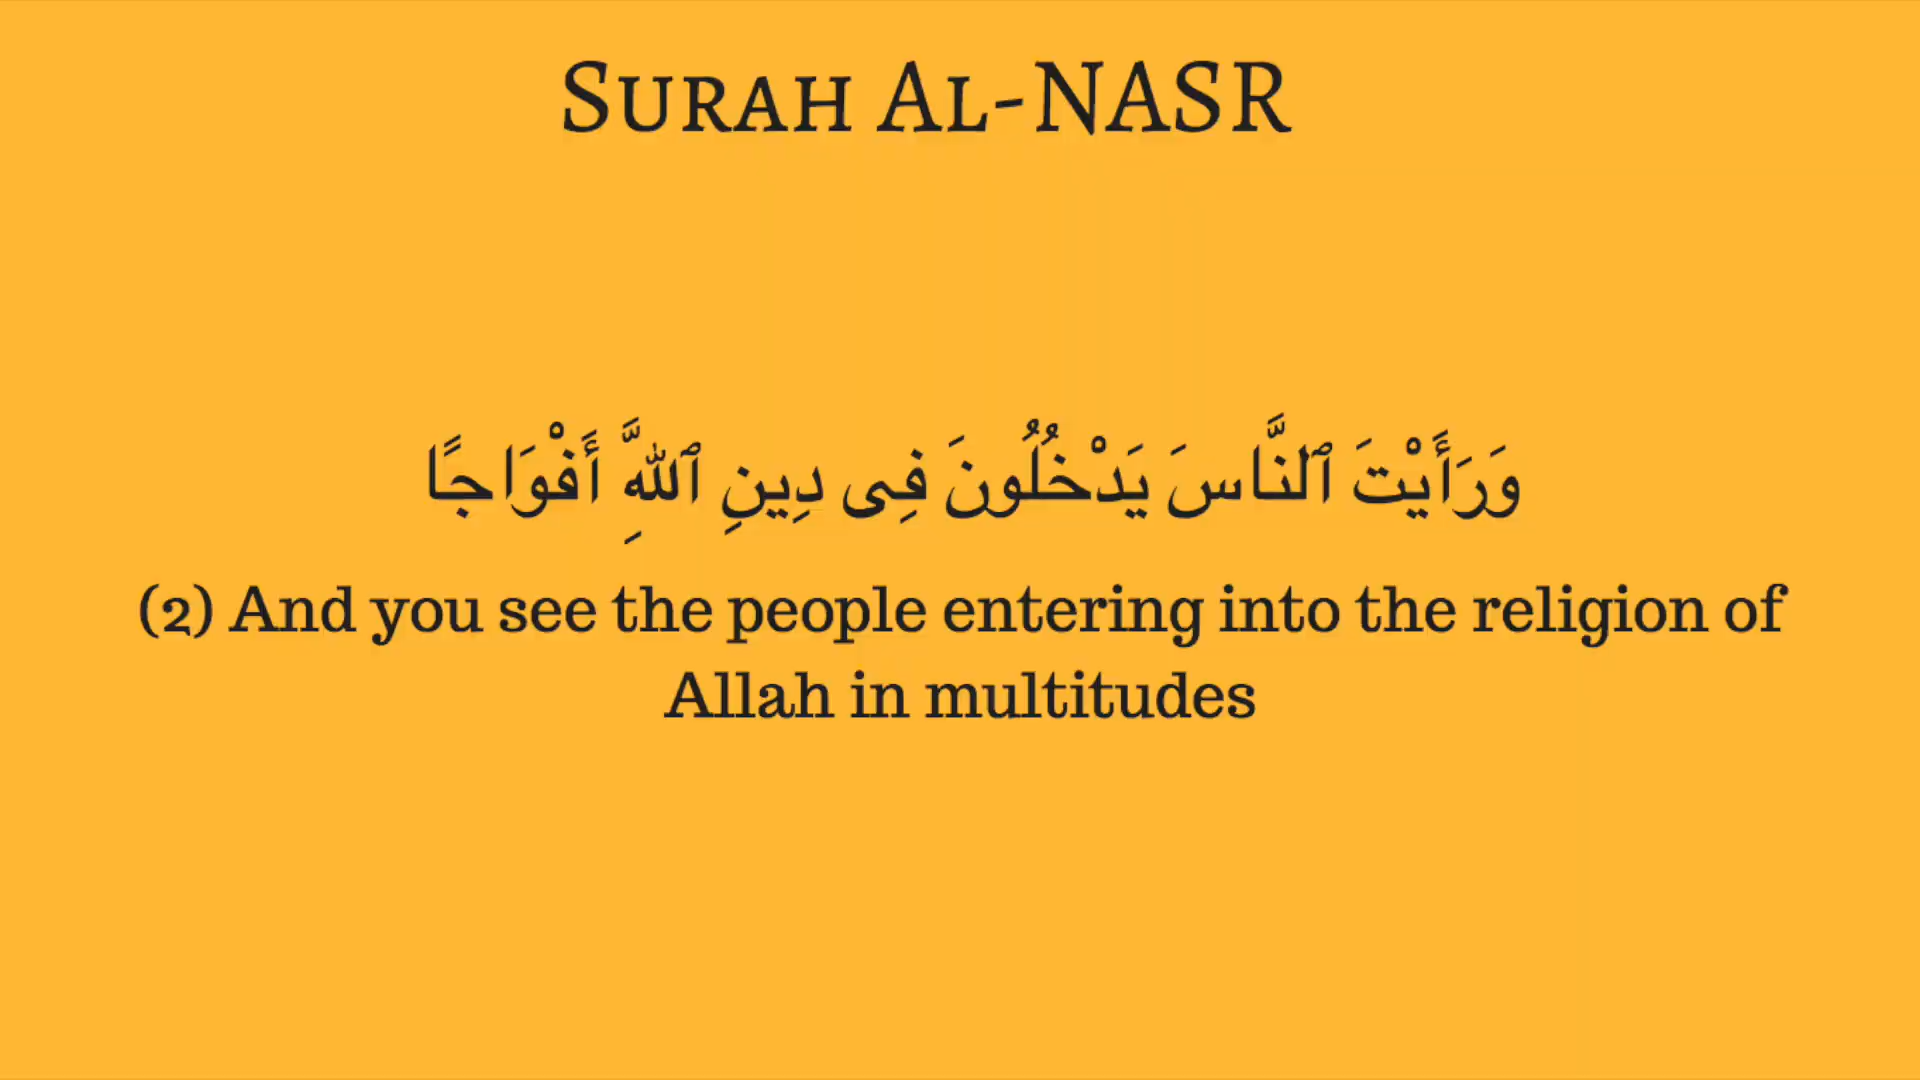 Surah Al-NASR
وَرَأَيْتَ ٱلنَّاسَ يَدْخُلُونَ فِى دِينِ ٱللَّهِ أَفْوَاجًا
(2) And you see the people entering into the religion of
Allah in multitudes